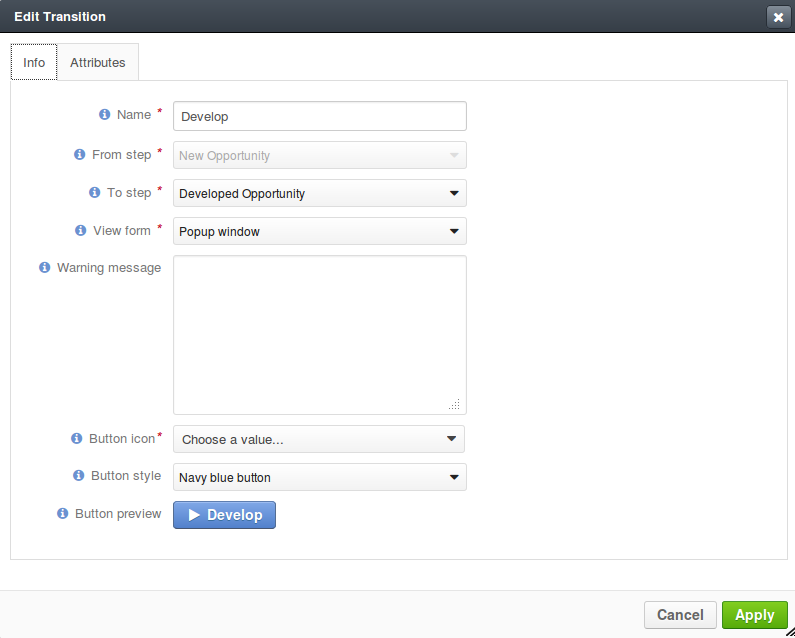 Edit Transition
Info Attributes
Name * Develop
From step * New Opportunity
To step * Developed Opportunity
View form * Popup window
Warning message
Button icon * Choose a value...
Button style Navy blue button
Button preview Develop
Cancel Apply